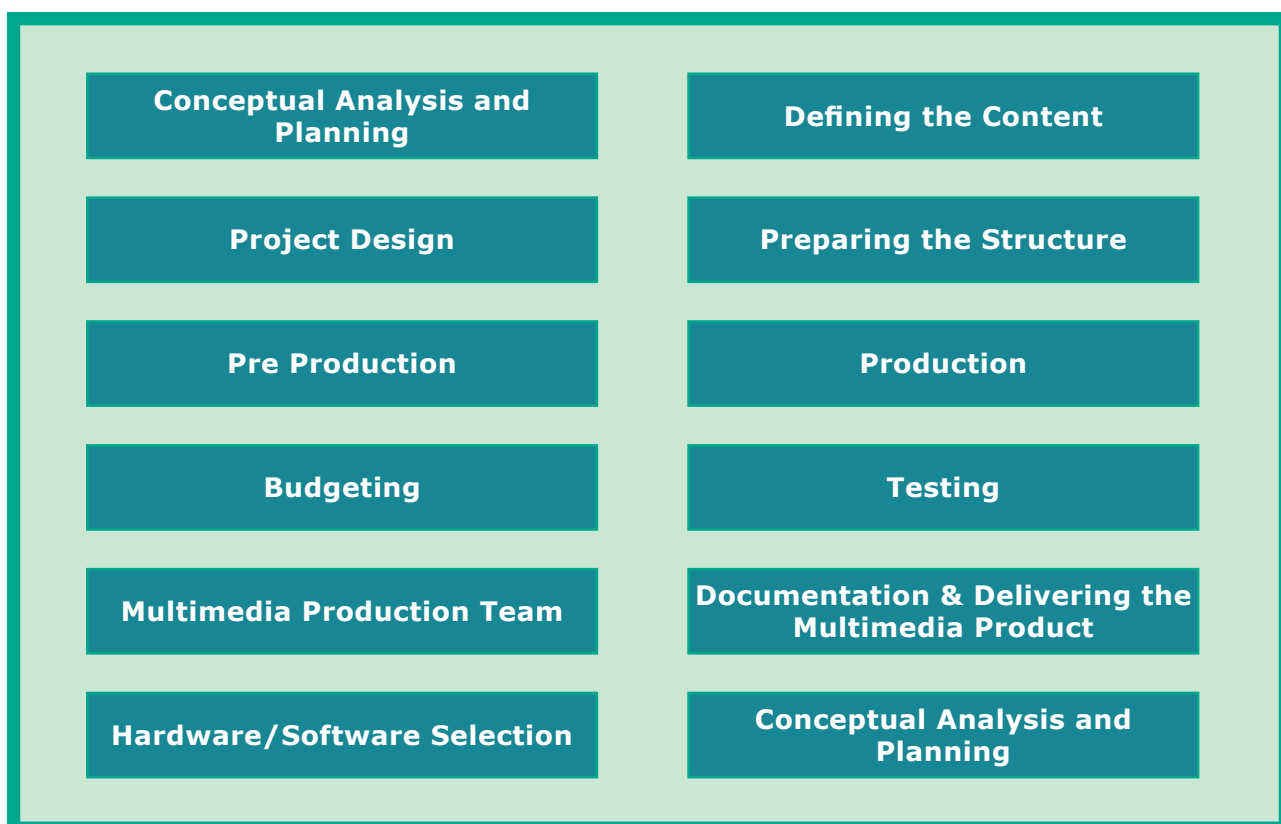 Conceptual Analysis and
Planning
Project Design
Pre Production
Budgeting
Multimedia Production Team
Hardware/Software Selection
Defining the Content
Preparing the Structure
Production
Testing
Documentation & Delivering the
Multimedia Product
Conceptual Analysis and
Planning